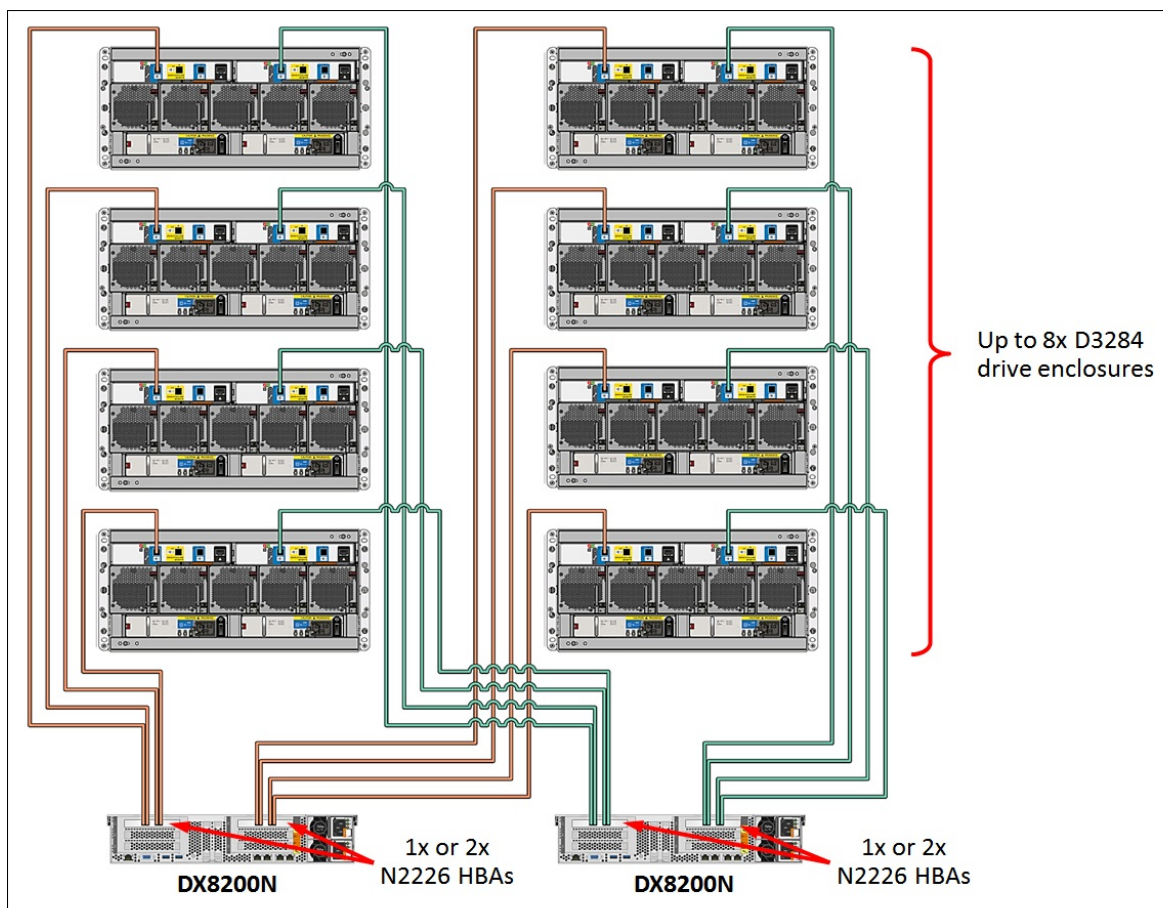 Up to 8x D3284
drive enclosures
1x or 2x
N2226 HBAs
DX8200N
1x or 2x
N2226 HBAs
DX8200N